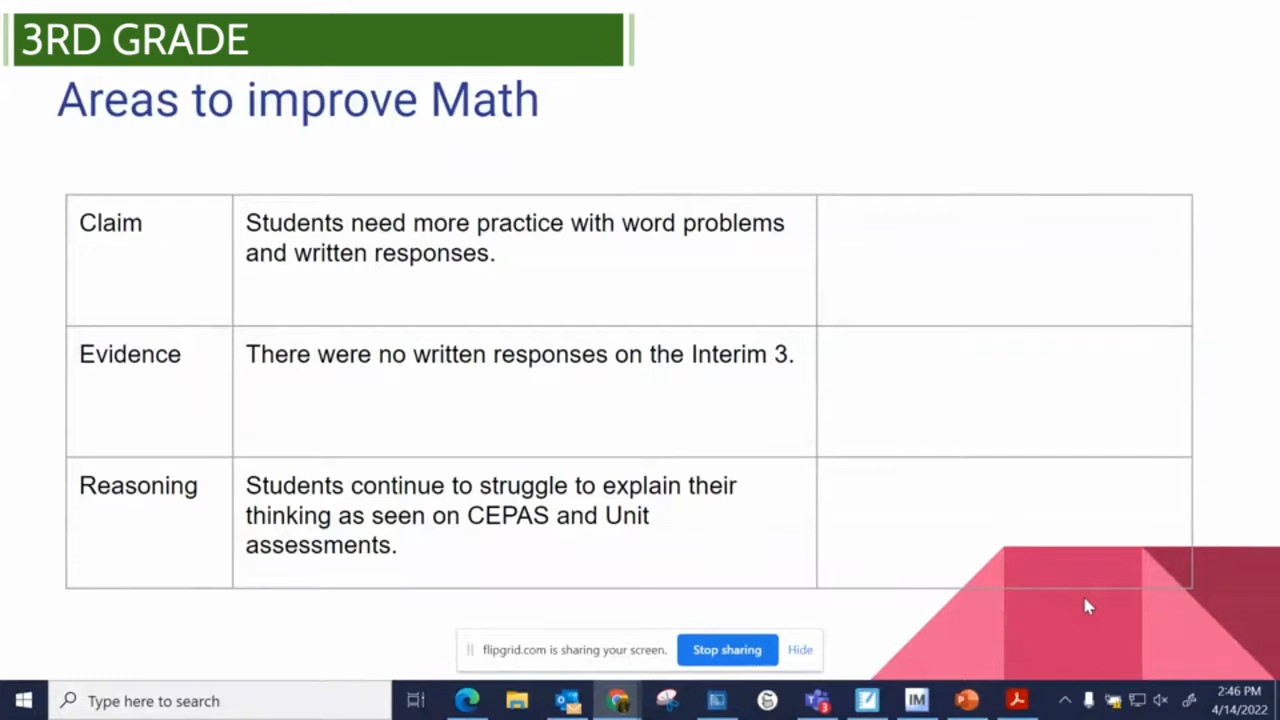 3RD GRADE
Areas to improve Math
Claim
Students need more practice with word problems
and written responses.
Evidence
There were no written responses on the Interim 3.
Reasoning
Students continue to struggle to explain their
thinking as seen on CEPAS and Unit
assessments.
flipgrid.com is sharing your screen.
Stop sharing
Hide
Type here to search
3
IM
2:46 PM
4/14/2022